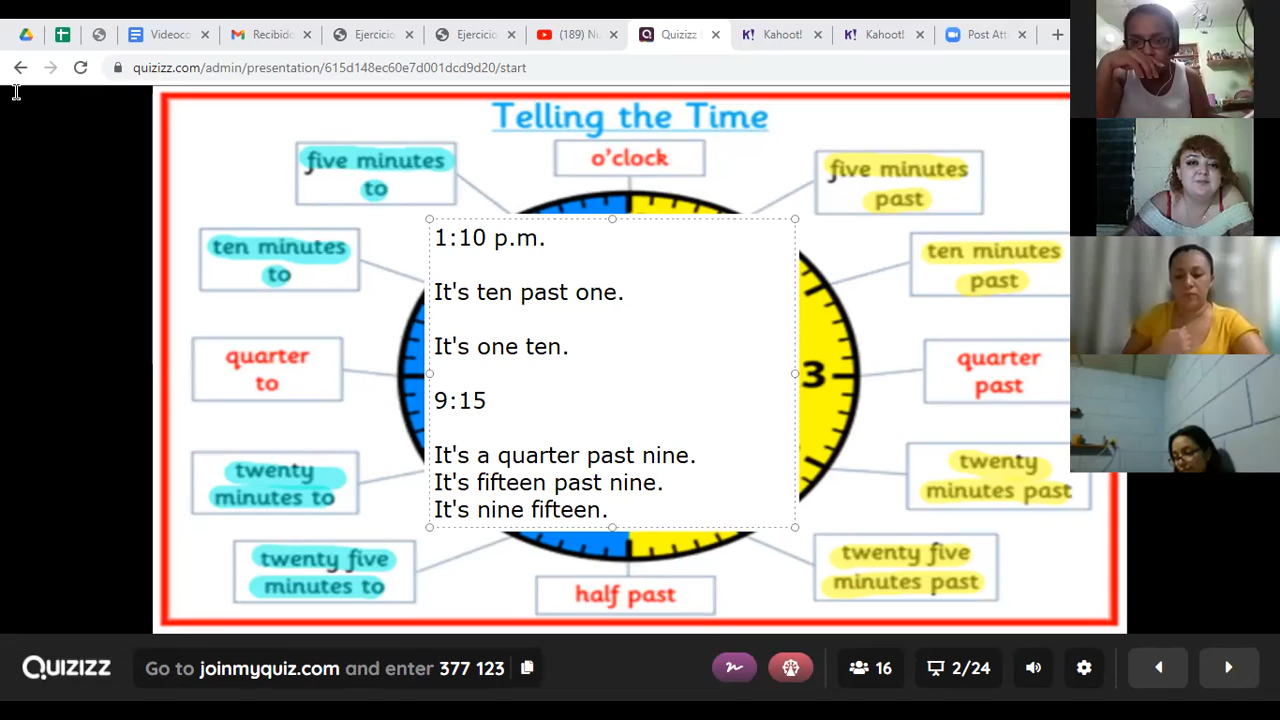 Videoc
Recibido
Ejercicio
Ejercicio
(189) Nu
Quizizz
Kahoot!
Kahoot!
Post Att
quizizz.com/admin/presentation/615d148ec60e7d001dcd9d20/start
Telling the Time
five minutes
to
o'clock
five minutes
past
ten minutes
to
ten minutes
past
quarter
to
quarter
past
twenty
minutes to
twenty
minutes past
twenty five
minutes to
half past
twenty five
minutes past
3
1:10 p.m.
It's ten past one.
It's one ten.
9:15
It's a quarter past nine.
It's fifteen past nine.
It's nine fifteen.
Quizizz
Go to joinmyquiz.com and enter 377 123
16
2/24